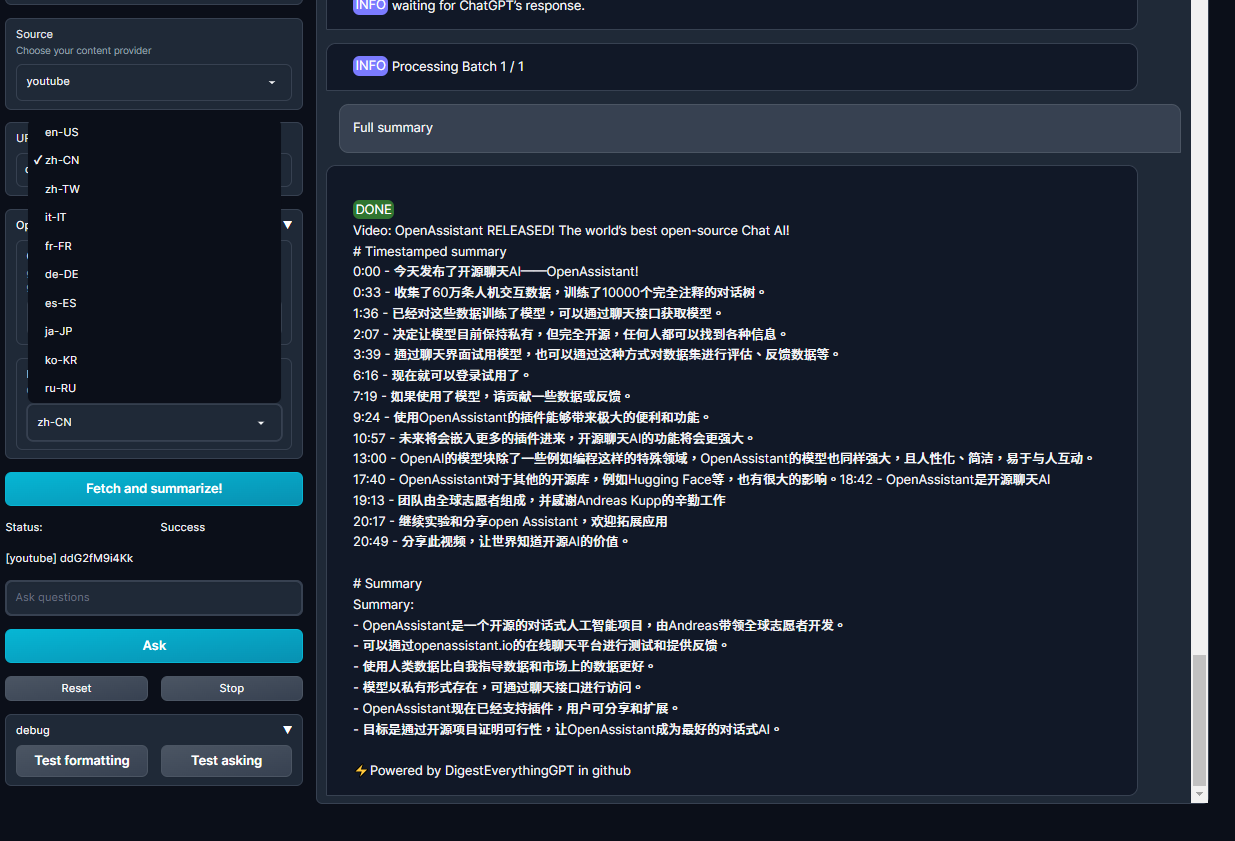 Source
Choose your content provider
youtube
en-US
✓zh-CN
zh-TW
it-IT
fr-FR
de-DE
es-ES
ja-JP
ko-KR
ru-RU
zh-CN
Fetch and summarize!
Status: Success
[youtube] ddG2fM9i4Kk
Ask questions
Ask
Reset Stop
debug
Test formatting Test asking
INFO waiting for ChatGPT's response.
INFO Processing Batch 1 / 1
Full summary
DONE
Video: OpenAssistant RELEASED! The world's best open-source Chat AI!
# Timestamped summary
0:00 - 今天发布了开源聊天AI——OpenAssistant!
0:33 - 收集了60万条人机交互数据，训练了10000个完全注释的对话树。
1:36 - 已经对这些数据训练了模型，可以通过聊天接口获取模型。
2:07 - 决定让模型目前保持私有，但完全开源，任何人都可以找到各种信息。
3:39 - 通过聊天界面试用模型，也可以通过这种方式对数据集进行评估、反馈数据等。
6:16 - 现在就可以登录试用了。
7:19 - 如果使用了模型，请贡献一些数据或反馈。
9:24 - 使用OpenAssistant的插件能够带来极大的便利和功能。
10:57 - 未来将会嵌入更多的插件进来，开源聊天AI的功能将会更强大。
13:00 - OpenAI的模型块除了一些例如编程这样的特殊领域，OpenAssistant的模型也同样强大，且人性化、简洁，易于与人互动。
17:40 - OpenAssistant对于其他的开源库，例如Hugging Face等，也有很大的影响。18:42 - OpenAssistant是开源聊天AI
19:13 - 团队由全球志愿者组成，并感谢Andreas Kupp的辛勤工作
20:17 - 继续实验和分享open Assistant，欢迎拓展应用
20:49 - 分享此视频，让世界知道开源AI的价值。
# Summary
Summary:
- OpenAssistant是一个开源的对话式人工智能项目，由Andreas带领全球志愿者开发。
- 可以通过openassistant.io的在线聊天平台进行测试和提供反馈。
- 使用人类数据比自我指导数据和市场上的数据更好。
- 模型以私有形式存在，可通过聊天接口进行访问。
- OpenAssistant现在已经支持插件，用户可分享和扩展。
- 目标是通过开源项目证明可行性，让OpenAssistant成为最好的对话式AI。
⚡Powered by DigestEverythingGPT in github